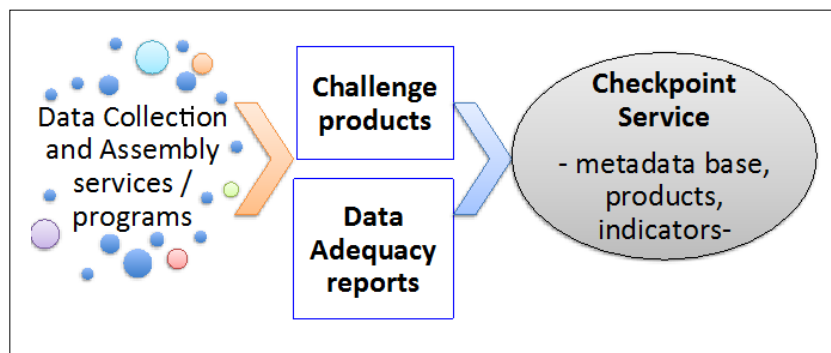 Data Collection
and Assembly
services /
programs
Challenge
products
Data
Adequacy
reports
Checkpoint
Service
- metadata base,
products,
indicators-